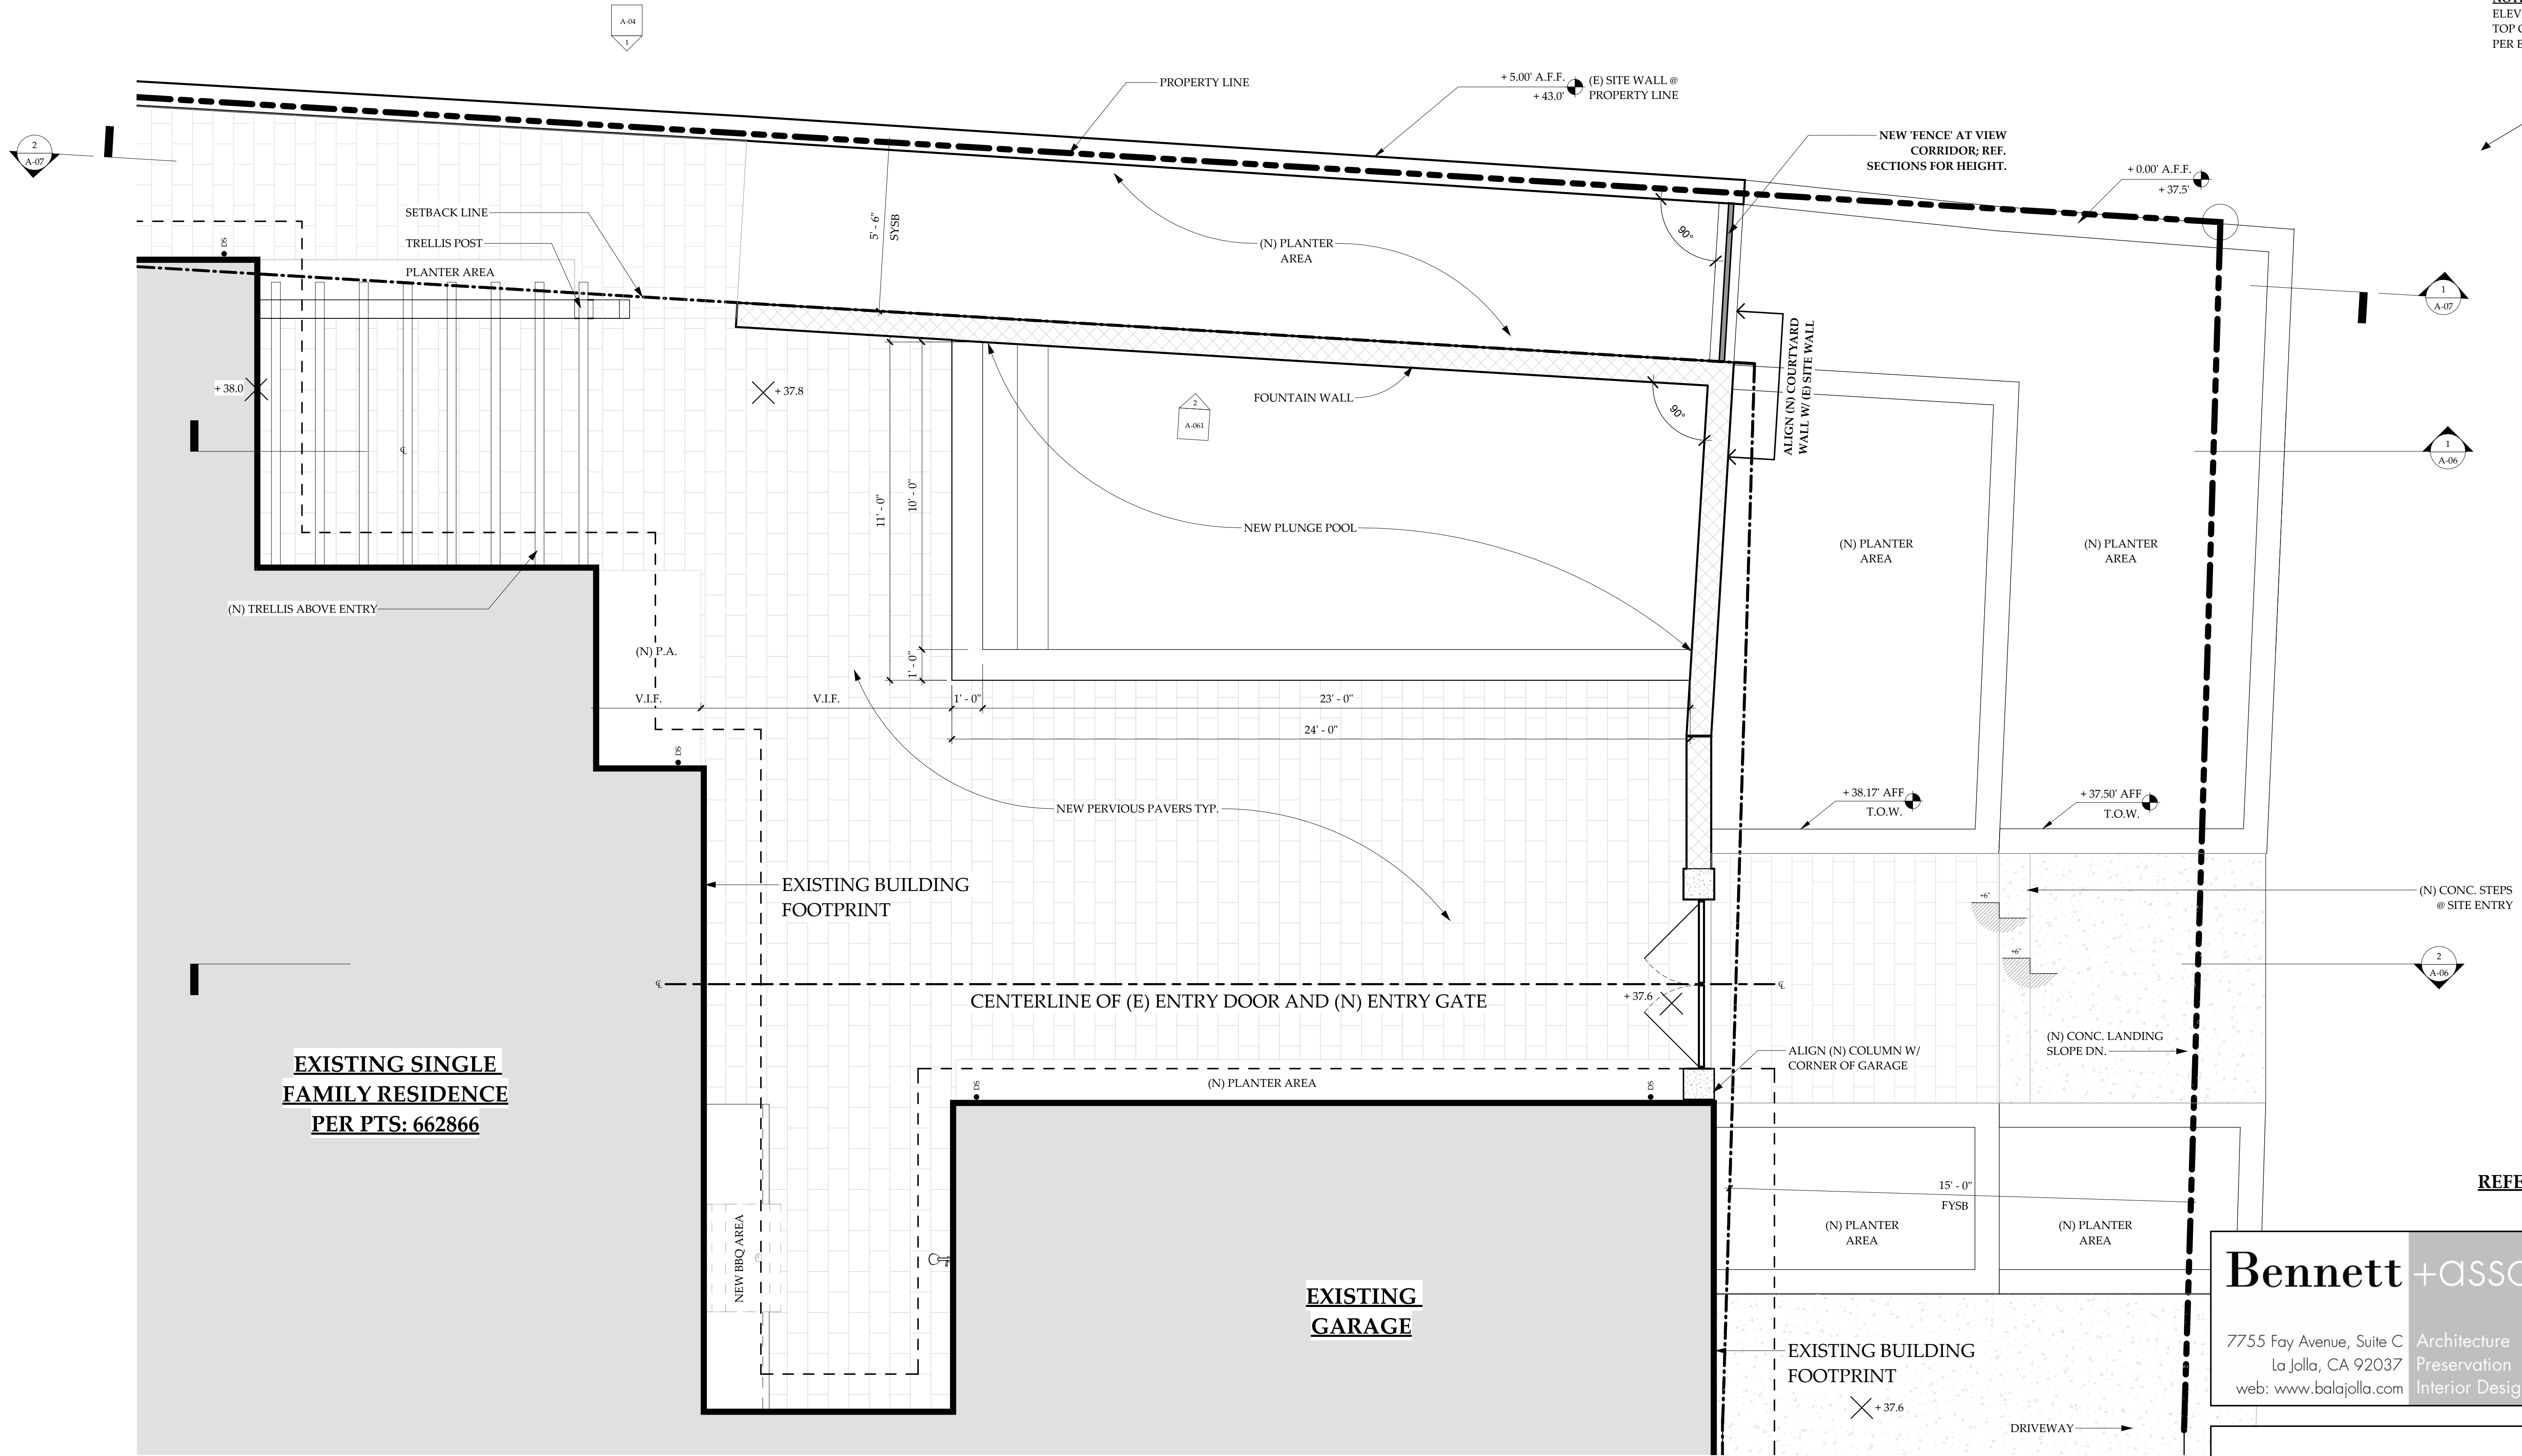 A-04
1
ELEV
TOP
PER E
PROPERTY LINE
+ 5.00' A.F.F.
+ 43.0'
(E) SITE WALL @
PROPERTY LINE
NEW 'FENCE' AT VIEW
CORRIDOR; REF.
SECTIONS FOR HEIGHT.
+ 0.00' A.F.F.
+ 37.5'
2
A-07
SETBACK LINE
TRELLIS POST
PLANTER AREA
DS
5' - 6"
SYSB
(N) PLANTER
AREA
90°
1
A-07
ALIGN (N) COURTYARD
WALL W/ (E) SITE WALL
+ 38.0
+ 37.8
FOUNTAIN WALL
2
A-061
90°
1
A-06
℄
11' - 0"
10' - 0"
1' - 0"
NEW PLUNGE POOL
(N) PLANTER
AREA
(N) PLANTER
AREA
(N) TRELLIS ABOVE ENTRY
(N) P.A.
V.I.F.
V.I.F.
1' - 0"
23' - 0"
24' - 0"
DS
NEW PERVIOUS PAVERS TYP.
+ 38.17' AFF
T.O.W.
+ 37.50' AFF
T.O.W.
EXISTING BUILDING
FOOTPRINT
+6"
+6"
(N) CONC. STEPS
@ SITE ENTRY
2
A-06
℄
℄
CENTERLINE OF (E) ENTRY DOOR AND (N) ENTRY GATE
+ 37.6
(N) CONC. LANDING
SLOPE DN.
ALIGN (N) COLUMN W/
CORNER OF GARAGE
EXISTING SINGLE
FAMILY RESIDENCE
PER PTS: 662866
DS
(N) PLANTER AREA
DS
15' - 0"
FYSB
REFE
(N) PLANTER
AREA
(N) PLANTER
AREA
NEW BBQ AREA
EXISTING
GARAGE
EXISTING BUILDING
FOOTPRINT
+ 37.6
DRIVEWAY
Bennett +asso
7755 Fay Avenue, Suite C
La Jolla, CA 92037
web: www.balajolla.com
Architecture
Preservation
Interior Desig